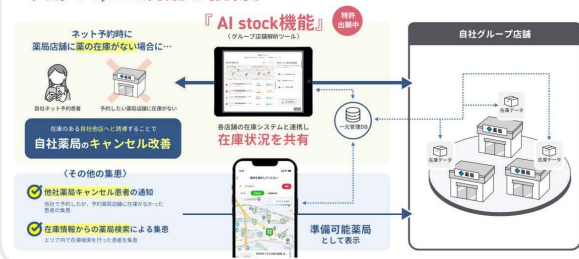 『AI stock機能』
特許
出願中
〈グループ店舗解析ツール〉
ネット予約時に
薬局店舗に薬の在庫がない場合に…
自社ネット予約患者
予約したい薬局店舗に在庫がない
在庫のある自社他店へと誘導することで
自社薬局のキャンセル改善
各店舗の在庫システムと連携し
在庫状況を共有
一元管理DB
自社グループ店舗
在庫データ
在庫データ
在庫データ
薬局
薬局
薬局
〈その他の集患〉
他社薬局キャンセル患者の通知
他社で予約したが、予約薬局店舗に在庫がなかった
患者の集患
在庫情報からの薬局検索による集患
エリア内で在庫検索を行った患者を集患
準備可能薬局
として表示